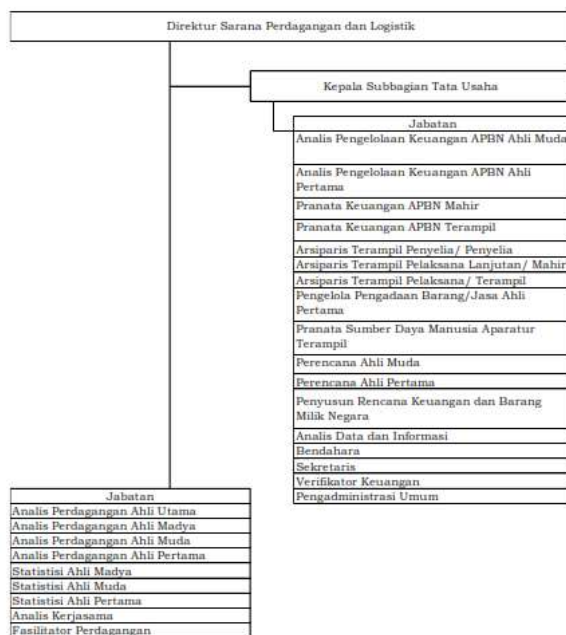 Direktur Sarana Perdagangan dan Logistik
Kepala Subbagian Tata Usaha
Jabatan
Analis Pengelolaan Keuangan APBN Ahli Muda
Analis Pengelolaan Keuangan APBN Ahli
Pertama
Pranata Keuangan APBN Mahir
Pranata Keuangan APBN Terampil
Arsiparis Terampil Penyelia/ Penyelia
Arsiparis Terampil Pelaksana Lanjutan/ Mahir
Arsiparis Terampil Pelaksana/ Terampil
Pengelola Pengadaan Barang/Jasa Ahli
Pertama
Pranata Sumber Daya Manusia Aparatur
Terampil
Perencana Ahli Muda
Perencana Ahli Pertama
Penyusun Rencana Keuangan dan Barang
Milik Negara
Analis Data dan Informasi
Bendahara
Sekretaris
Verifikator Keuangan
Pengadministrasi Umum
Jabatan
Analis Perdagangan Ahli Utama
Analis Perdagangan Ahli Madya
Analis Perdagangan Ahli Muda
Analis Perdagangan Ahli Pertama
Statistisi Ahli Madya
Statistisi Ahli Muda
Statistisi Ahli Pertama
Analis Kerjasama
Fasilitator Perdagangan